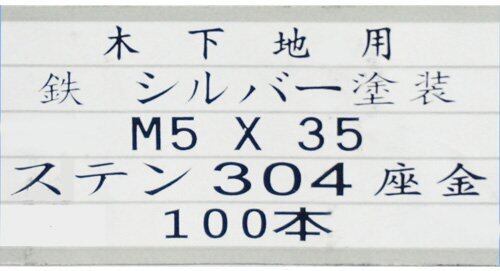 木下地用
鉄 シルバー塗装
M5 X 35
ステン304座金
100本